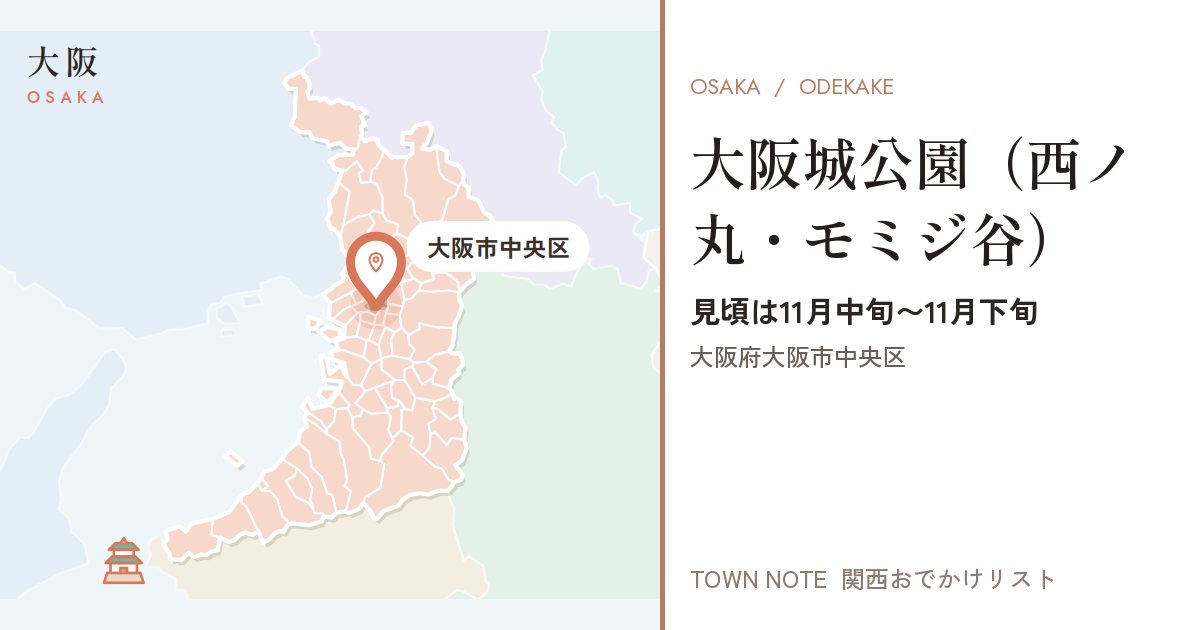 大阪
OSAKA
大阪市中央区
OSAKA / ODEKAKE
大阪城公園（西ノ
丸・モミジ谷）
見頃は11月中旬〜11月下旬
大阪府大阪市中央区
TOWN NOTE 関西おでかけリスト